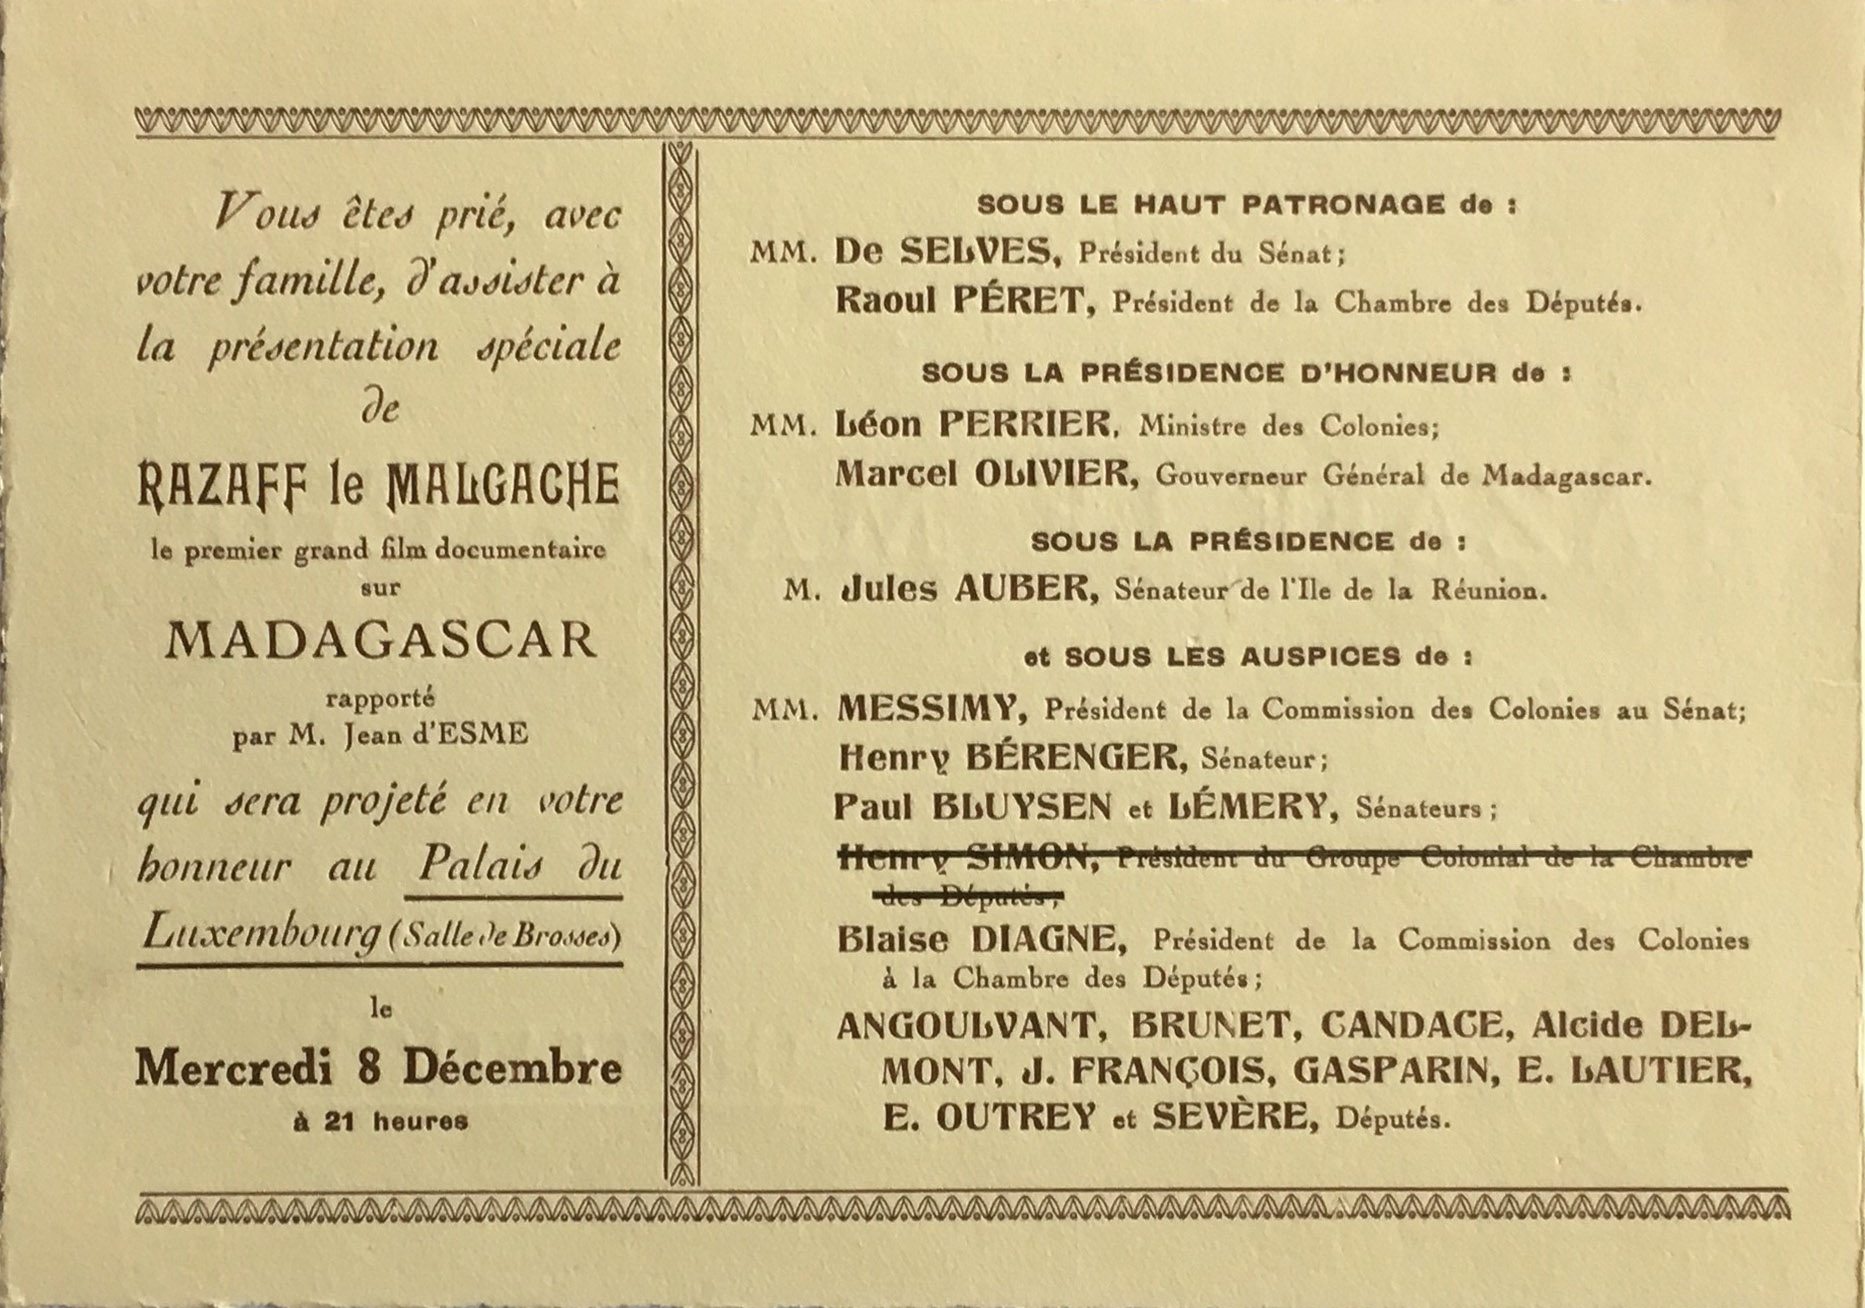 Vous êtes prié, avec
votre famille, d'assister à
la présentation spéciale
de
RAZAFF le MALGACHE
le premier grand film documentaire
sur
MADAGASCAR
rapporté
par M. Jean d'ESME
qui sera projeté en votre
honneur au Palais du
Luxembourg (Salle de Brosses)
le
Mercredi 8 Décembre
à 21 heures
SOUS LE HAUT PATRONAGE de :
MM. De SELVES, Président du Sénat;
Raoul PÉRET, Président de la Chambre des Députés.
SOUS LA PRÉSIDENCE D'HONNEUR de :
MM. Léon PERRIER, Ministre des Colonies;
Marcel OLIVIER, Gouverneur Général de Madagascar.
SOUS LA PRÉSIDENCE de :
M. Jules AUBER, Sénateur de l'Ile de la Réunion.
et SOUS LES AUSPICES de :
MM. MESSIMY, Président de la Commission des Colonies au Sénat;
Henry BÉRENGER, Sénateur;
Paul BLUYSEN et LÉMERY, Sénateurs;
Henry SIMON, Président du Groupe Colonial de la Chambre
des Députés;
Blaise DIAGNE, Président de la Commission des Colonies
à la Chambre des Députés;
ANGOULVANT, BRUNET, CANDACE, Alcide DEL-
MONT, J. FRANÇOIS, GASPARIN, E. LAUTIER,
E. OUTREY et SEVÈRE, Députés.